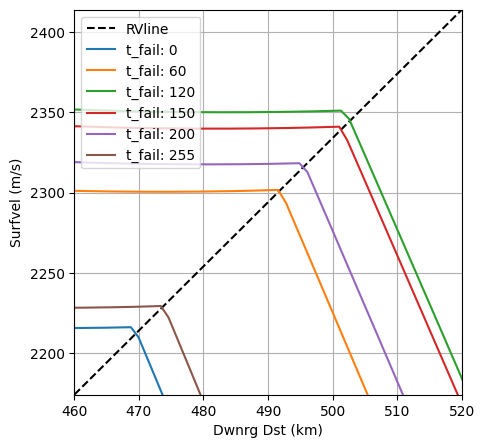 RVline
t_fail: 0
t_fail: 60
t_fail: 120
t_fail: 150
t_fail: 200
t_fail: 255
2400
2350
2300
2250
2200
Surfvel (m/s)
460 470 480 490 500 510 520
Dwnrg Dst (km)